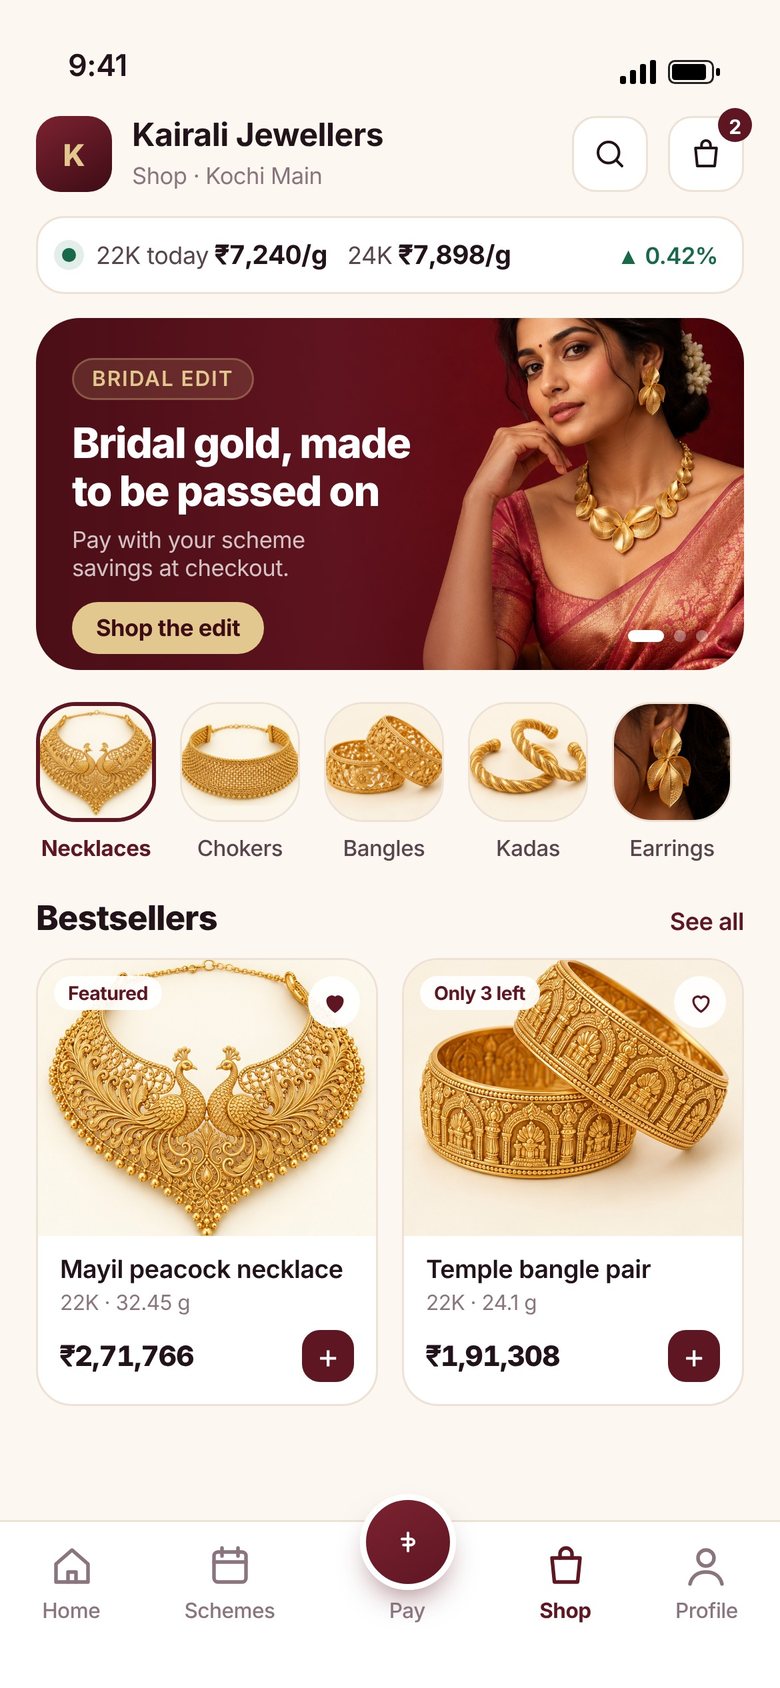 9:41
K
Kairali Jewellers
Shop · Kochi Main
2
22K today ₹7,240/g 24K ₹7,898/g ▲ 0.42%
BRIDAL EDIT
Bridal gold, made
to be passed on
Pay with your scheme
savings at checkout.
Shop the edit
Necklaces Chokers Bangles Kadas Earrings
Bestsellers See all
Featured Only 3 left
Mayil peacock necklace Temple bangle pair
22K · 32.45 g 22K · 24.1 g
₹2,71,766 + ₹1,91,308 +
Home Schemes Pay Shop Profile